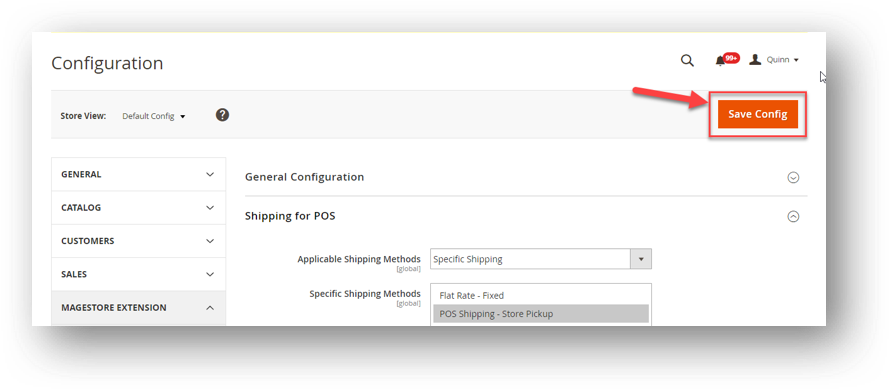 Configuration
99+
Quinn
Store View:
Default Config
?
Save Config
GENERAL
CATALOG
CUSTOMERS
SALES
MAGESTORE EXTENSION
General Configuration
Shipping for POS
Applicable Shipping Methods
[global]
Specific Shipping
Specific Shipping Methods
[global]
Flat Rate - Fixed
POS Shipping - Store Pickup